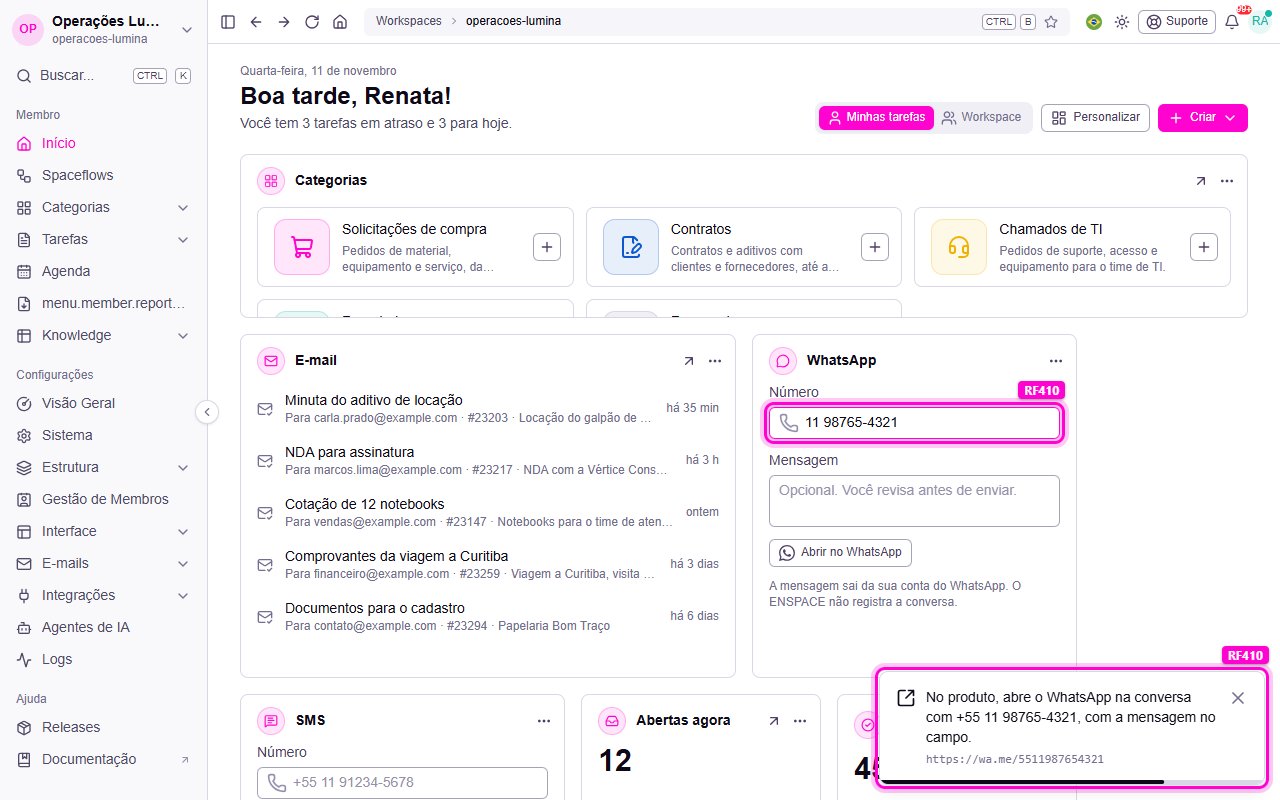 OP
Operações Lu...
operacoes-lumina
Buscar...
CTRL K
Membro
Início
Spaceflows
Categorias
Tarefas
Agenda
menu.member.report...
Knowledge
Configurações
Visão Geral
Sistema
Estrutura
Gestão de Membros
Interface
E-mails
Integrações
Agentes de IA
Logs
Ajuda
Releases
Documentação
Workspaces > operacoes-lumina
CTRL B
Suporte
99+
RA
Quarta-feira, 11 de novembro
Boa tarde, Renata!
Você tem 3 tarefas em atraso e 3 para hoje.
Minhas tarefas
Workspace
Personalizar
Criar
Categorias
Solicitações de compra
Pedidos de material,
equipamento e serviço, da...
Contratos
Contratos e aditivos com
clientes e fornecedores, até a...
Chamados de TI
Pedidos de suporte, acesso e
equipamento para o time de TI.
E-mail
Minuta do aditivo de locação
Para carla.prado@example.com · #23203 · Locação do galpão de ...
há 35 min
NDA para assinatura
Para marcos.lima@example.com · #23217 · NDA com a Vértice Cons...
há 3 h
Cotação de 12 notebooks
Para vendas@example.com · #23147 · Notebooks para o time de aten...
ontem
Comprovantes da viagem a Curitiba
Para financeiro@example.com · #23259 · Viagem a Curitiba, visita ...
há 3 dias
Documentos para o cadastro
Para contato@example.com · #23294 · Papelaria Bom Traço
há 6 dias
WhatsApp
Número
RF410
11 98765-4321
Mensagem
Opcional. Você revisa antes de enviar.
Abrir no WhatsApp
A mensagem sai da sua conta do WhatsApp. O
ENSPACE não registra a conversa.
SMS
Número
+55 11 91234-5678
Abertas agora
12
RF410
No produto, abre o WhatsApp na conversa
com +55 11 98765-4321, com a mensagem no
campo.
https://wa.me/5511987654321